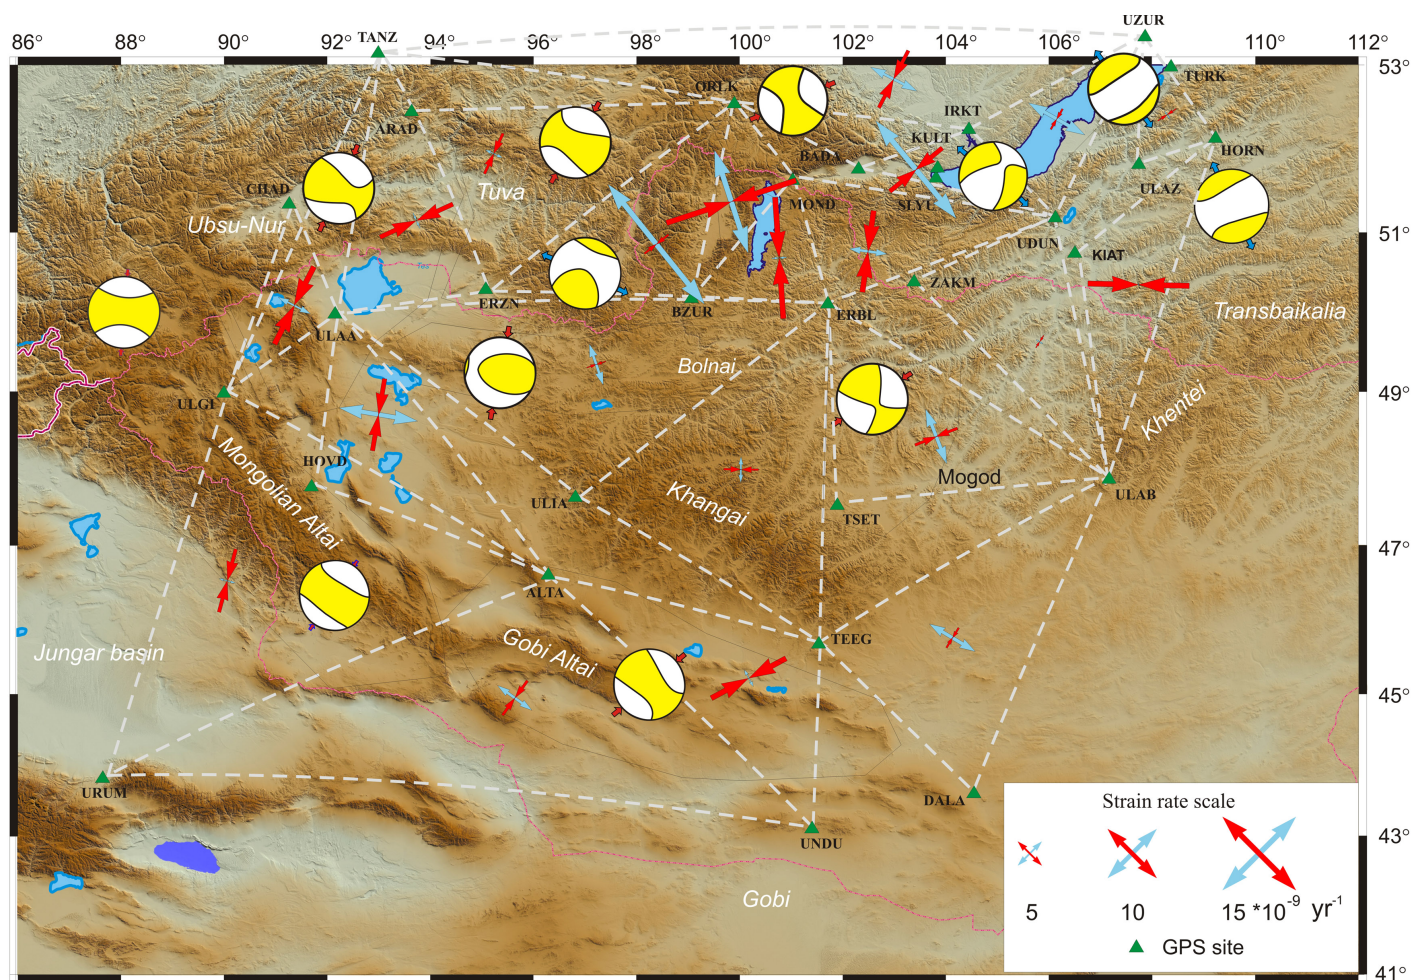 UZUR
TANZ
86° 88° 90° 92° 94° 96° 98° 100° 102° 104° 106° 110° 112°
53°
TURK
ORLK
IRKT
ARAD
KULT
HORN
BADA
ULAZ
CHAD
Tuva
MOND
SLYU
Ubsu-Nur
UDUN
51°
KIAT
Tes
ZAKM
ERZN
BZUR
ERBL
Transbaikalia
ULAA
Bolnai
49°
ULGI
Khentei
HOVD
Mongolian Altai
Mogod
ULIA
Khangai
TSET
ULAB
47°
ALTA
TEEG
Jungar basin
Gobi Altai
45°
URUM
DALA
Strain rate scale
UNDU
43°
Gobi
5 10 15 *10-9 yr-1
GPS site
41°